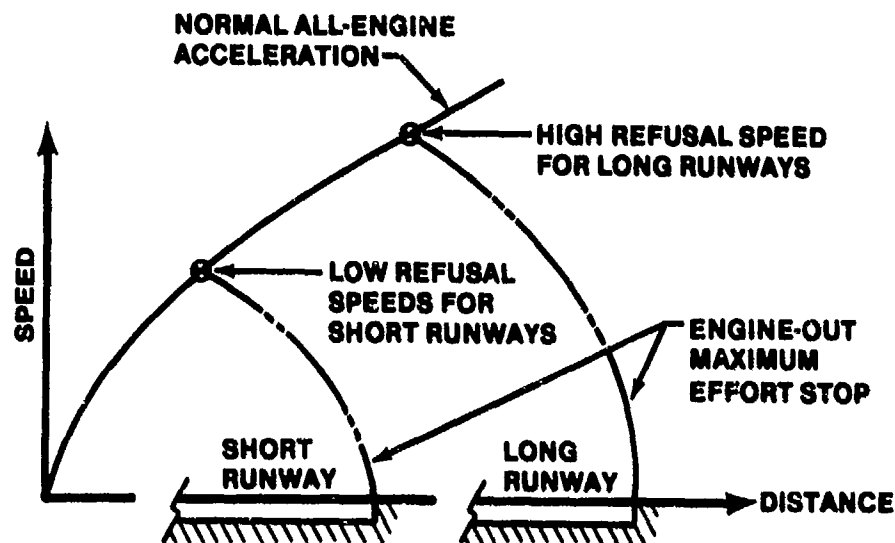 NORMAL ALL-ENGINE
ACCELERATION
HIGH REFUSAL SPEED
FOR LONG RUNWAYS
SPEED
LOW REFUSAL
SPEEDS FOR
SHORT RUNWAYS
ENGINE-OUT
MAXIMUM
EFFORT STOP
SHORT
RUNWAY
LONG
RUNWAY
DISTANCE